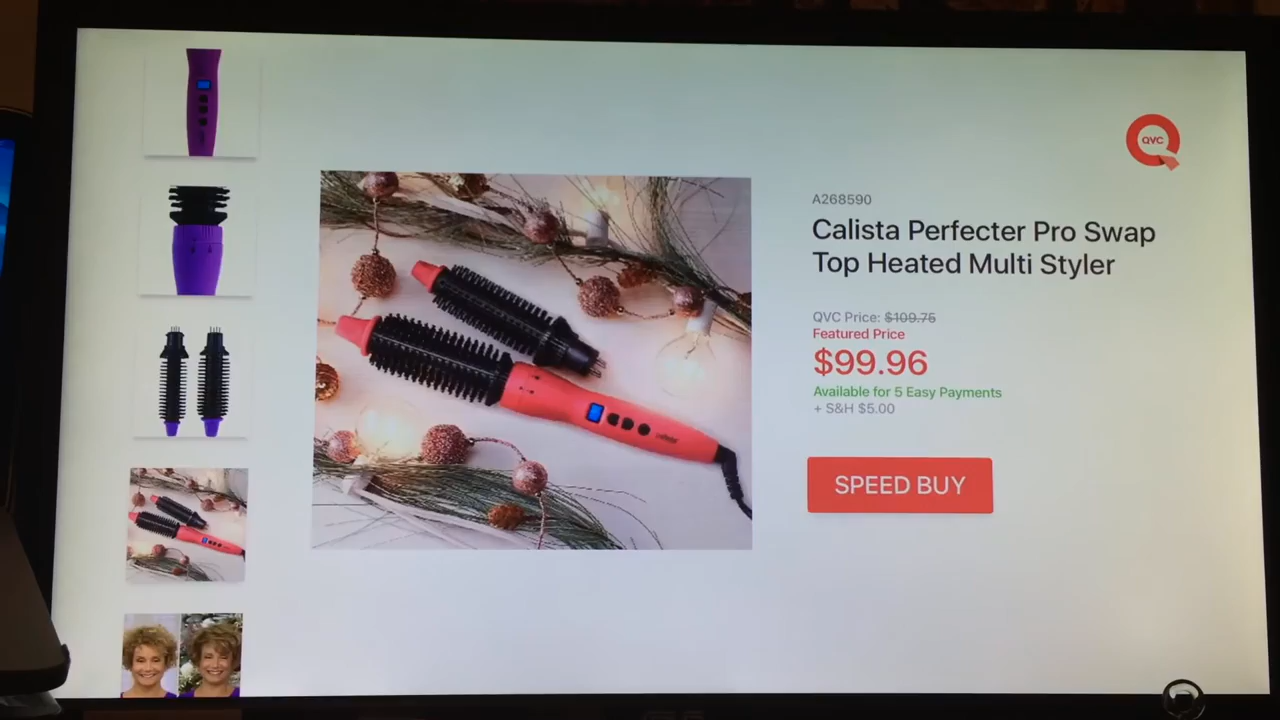 QVC
A268590
Calista Perfecter Pro Swap
Top Heated Multi Styler
QVC Price: $109.75
Featured Price
$99.96
Available for 5 Easy Payments
+ S&H $5.00
SPEED BUY